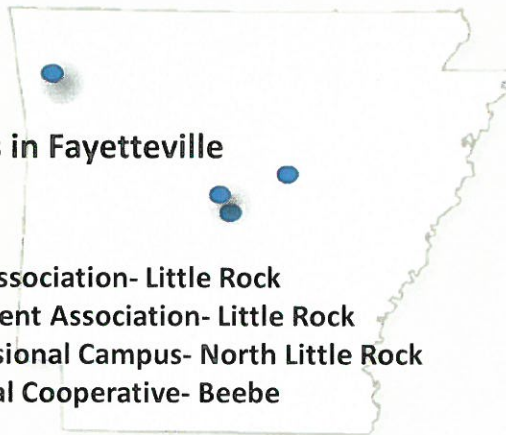 s in Fayetteville
ssociation- Little Rock
ent Association- Little Rock
sional Campus- North Little Rock
al Cooperative- Beebe